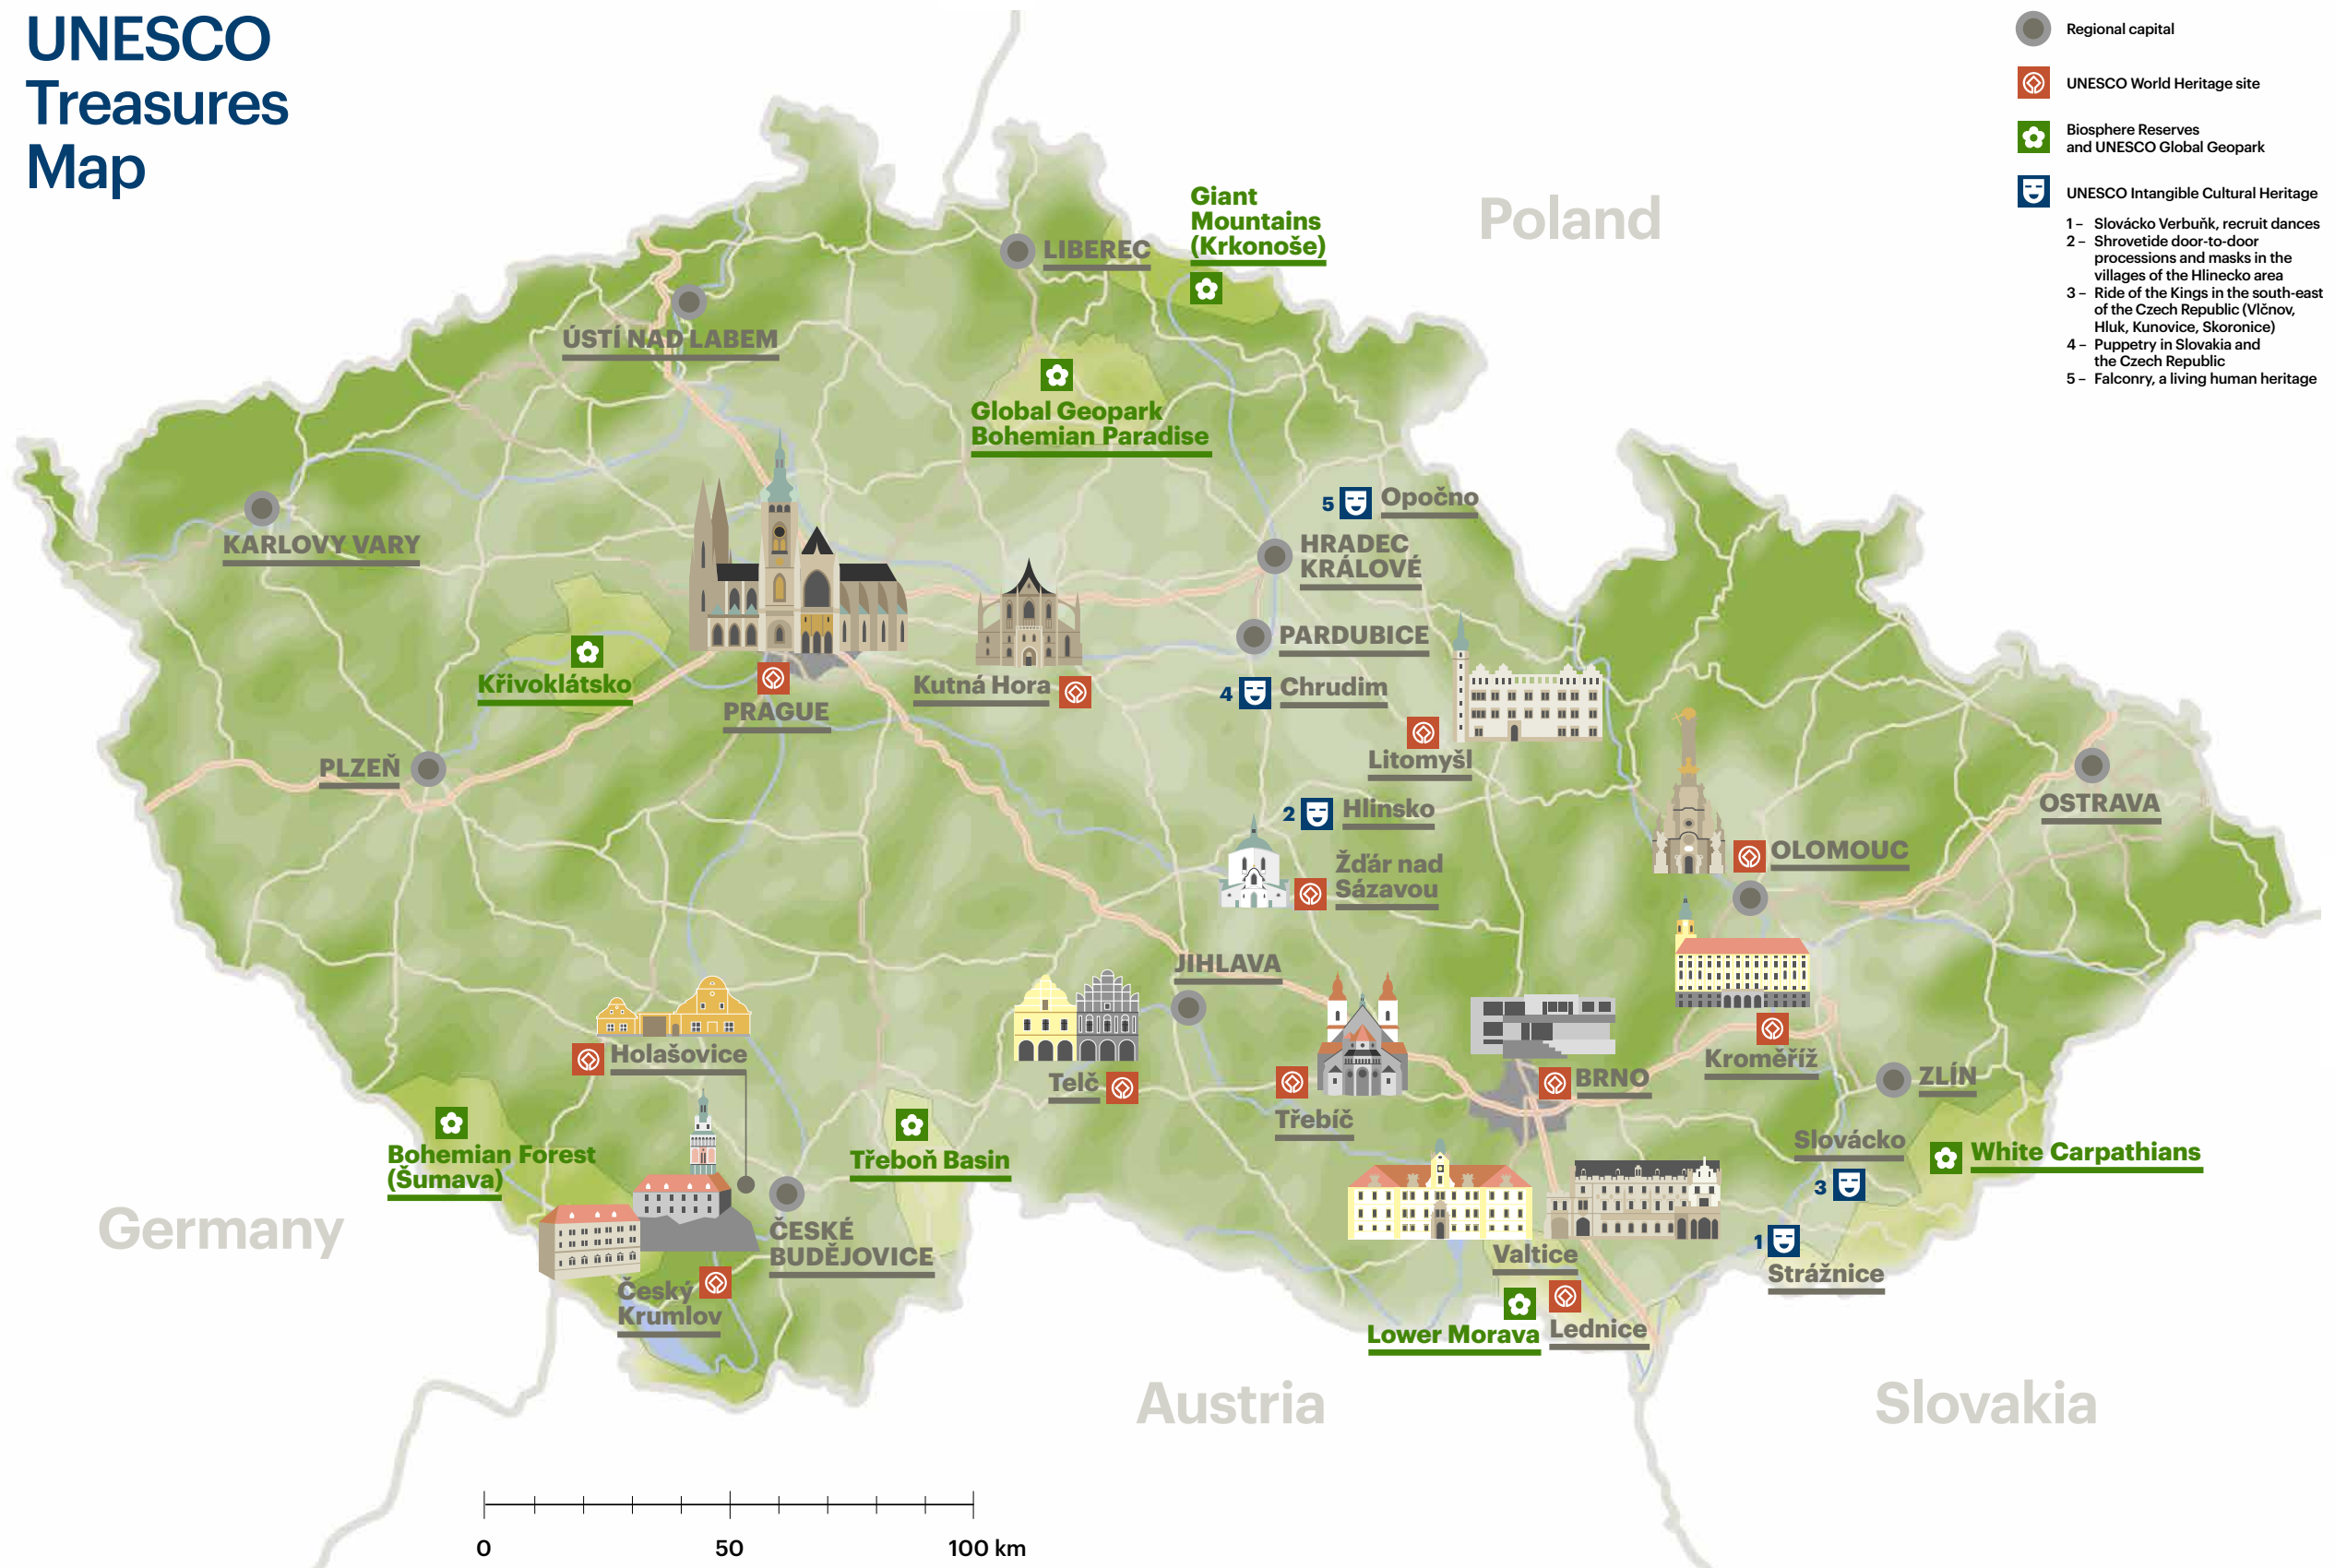 UNESCO
Treasures
Map
Regional capital
UNESCO World Heritage site
Biosphere Reserves
and UNESCO Global Geopark
UNESCO Intangible Cultural Heritage
1 – Slovácko Verbuňk, recruit dances
2 – Shrovetide door-to-door
processions and masks in the
villages of the Hlinecko area
3 – Ride of the Kings in the south-east
of the Czech Republic (Vlčnov,
Hluk, Kunovice, Skoronice)
4 – Puppetry in Slovakia and
the Czech Republic
5 – Falconry, a living human heritage
Poland
Giant
Mountains
(Krkonoše)
LIBEREC
ÚSTÍ NAD LABEM
Global Geopark
Bohemian Paradise
5 Opočno
KARLOVY VARY
HRADEC
KRÁLOVÉ
PARDUBICE
Křivoklátsko
PRAGUE
Kutná Hora
4 Chrudim
Litomyšl
PLZEŇ
OSTRAVA
2 Hlinsko
OLOMOUC
Žďár nad
Sázavou
JIHLAVA
Holašovice
Telč
Třebíč
BRNO
Kroměříž
ZLÍN
Slovácko
3
White Carpathians
Bohemian Forest
(Šumava)
Třeboň Basin
Germany
ČESKÉ
BUDĚJOVICE
Český
Krumlov
Valtice
1
Strážnice
Lower Morava
Lednice
Austria
Slovakia
0 50 100 km